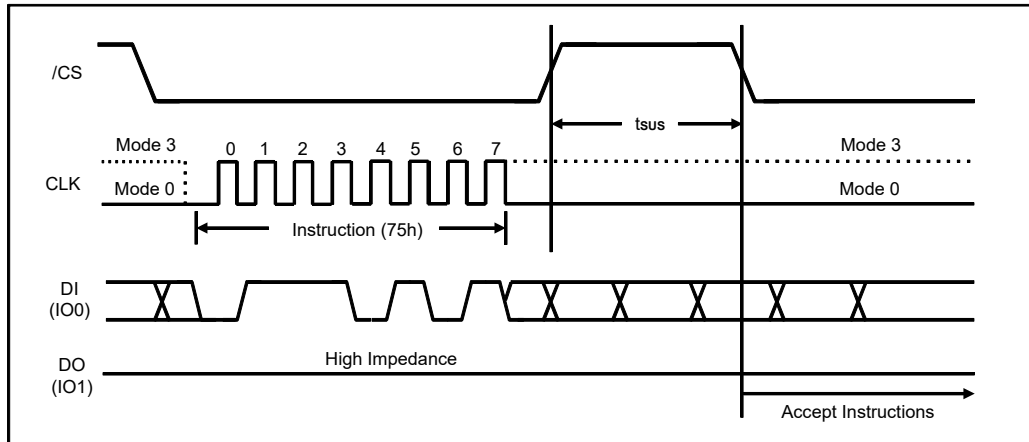 /CS
tsus
Mode 3
0 1 2 3 4 5 6 7
Mode 3
CLK
Mode 0
Mode 0
Instruction (75h)
DI
(IO0)
High Impedance
DO
(IO1)
Accept Instructions